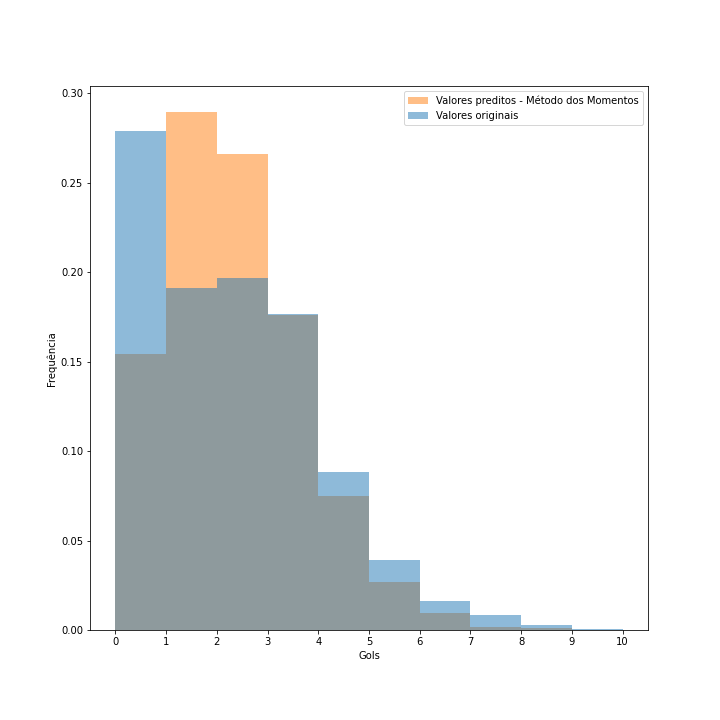 Valores preditos - Método dos Momentos
Valores originais
0.30
0.25
0.20
0.15
0.10
0.05
0.00
Frequência
0 1 2 3 4 5 6 7 8 9 10
Gols